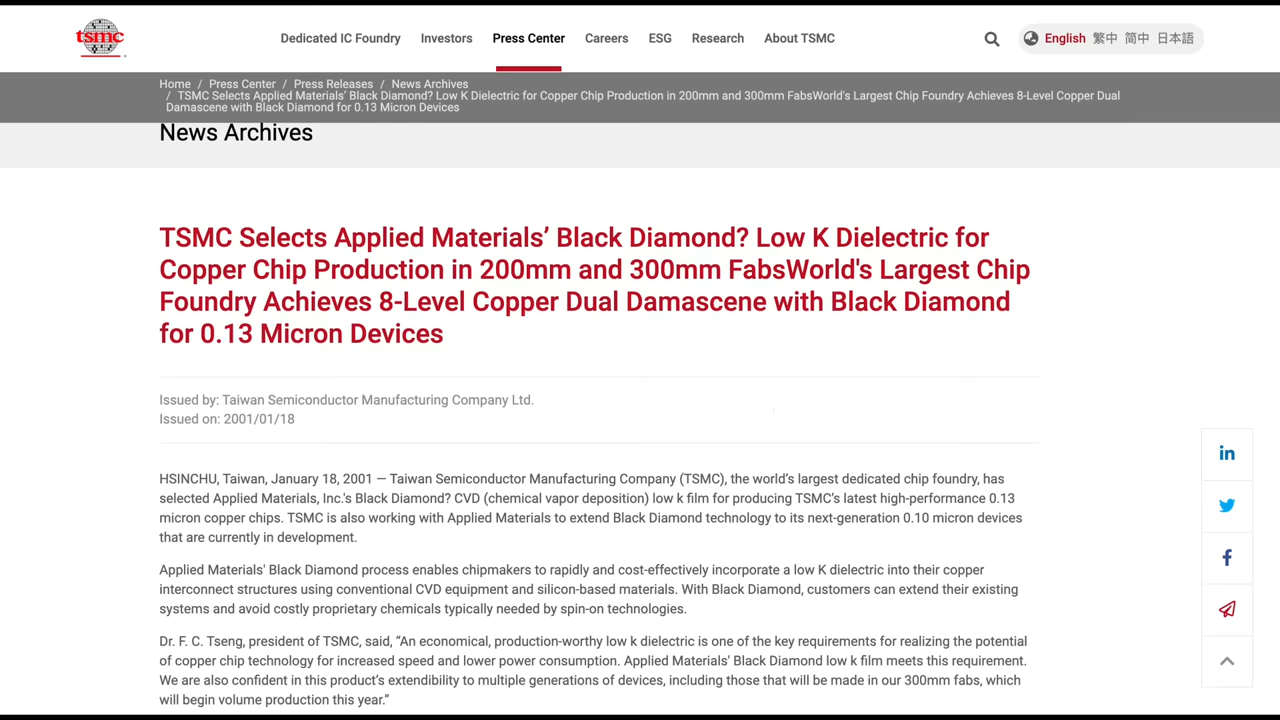 tsmc
Dedicated IC Foundry Investors Press Center Careers ESG Research About TSMC
English 繁中 简中 日本語
Home / Press Center / Press Releases / News Archives
/ TSMC Selects Applied Materials’ Black Diamond? Low K Dielectric for Copper Chip Production in 200mm and 300mm FabsWorld's Largest Chip Foundry Achieves 8-Level Copper Dual
Damascene with Black Diamond for 0.13 Micron Devices
News Archives
TSMC Selects Applied Materials’ Black Diamond? Low K Dielectric for
Copper Chip Production in 200mm and 300mm FabsWorld's Largest Chip
Foundry Achieves 8-Level Copper Dual Damascene with Black Diamond
for 0.13 Micron Devices
Issued by: Taiwan Semiconductor Manufacturing Company Ltd.
Issued on: 2001/01/18
HSINCHU, Taiwan, January 18, 2001 — Taiwan Semiconductor Manufacturing Company (TSMC), the world’s largest dedicated chip foundry, has
selected Applied Materials, Inc.'s Black Diamond? CVD (chemical vapor deposition) low k film for producing TSMC’s latest high-performance 0.13
micron copper chips. TSMC is also working with Applied Materials to extend Black Diamond technology to its next-generation 0.10 micron devices
that are currently in development.
Applied Materials' Black Diamond process enables chipmakers to rapidly and cost-effectively incorporate a low K dielectric into their copper
interconnect structures using conventional CVD equipment and silicon-based materials. With Black Diamond, customers can extend their existing
systems and avoid costly proprietary chemicals typically needed by spin-on technologies.
Dr. F. C. Tseng, president of TSMC, said, “An economical, production-worthy low k dielectric is one of the key requirements for realizing the potential
of copper chip technology for increased speed and lower power consumption. Applied Materials' Black Diamond low k film meets this requirement.
We are also confident in this product’s extendibility to multiple generations of devices, including those that will be made in our 300mm fabs, which
will begin volume production this year.”
in
f